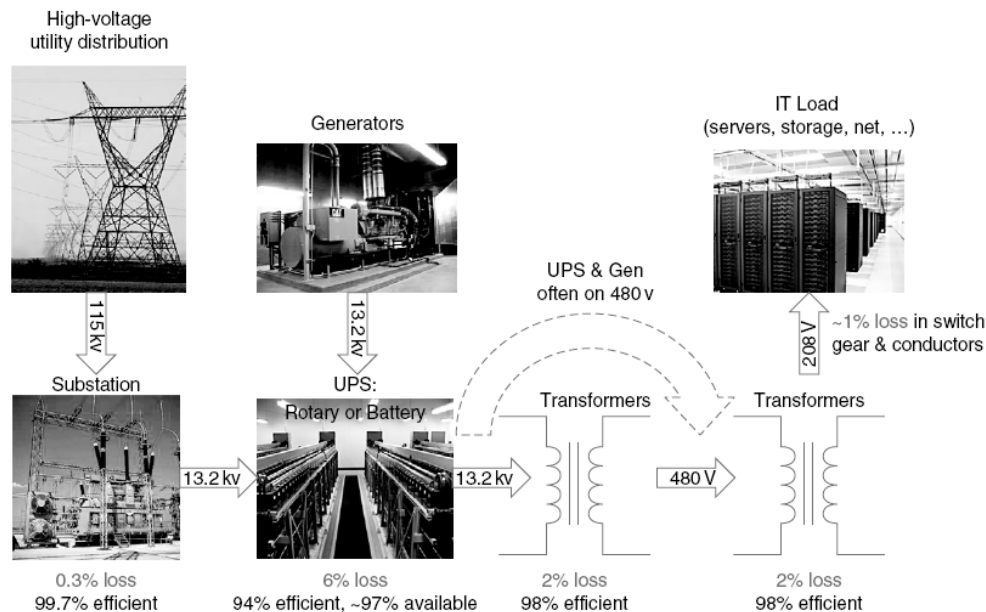 High-voltage
utility distribution
Generators
IT Load
(servers, storage, net, …)
UPS & Gen
often on 480 v
115 kv
13.2 kv
208 V
~1% loss in switch
gear & conductors
Substation
UPS:
Rotary or Battery
Transformers
Transformers
13.2 kv
13.2 kv
480 V
0.3% loss
99.7% efficient
6% loss
94% efficient, ~97% available
2% loss
98% efficient
2% loss
98% efficient